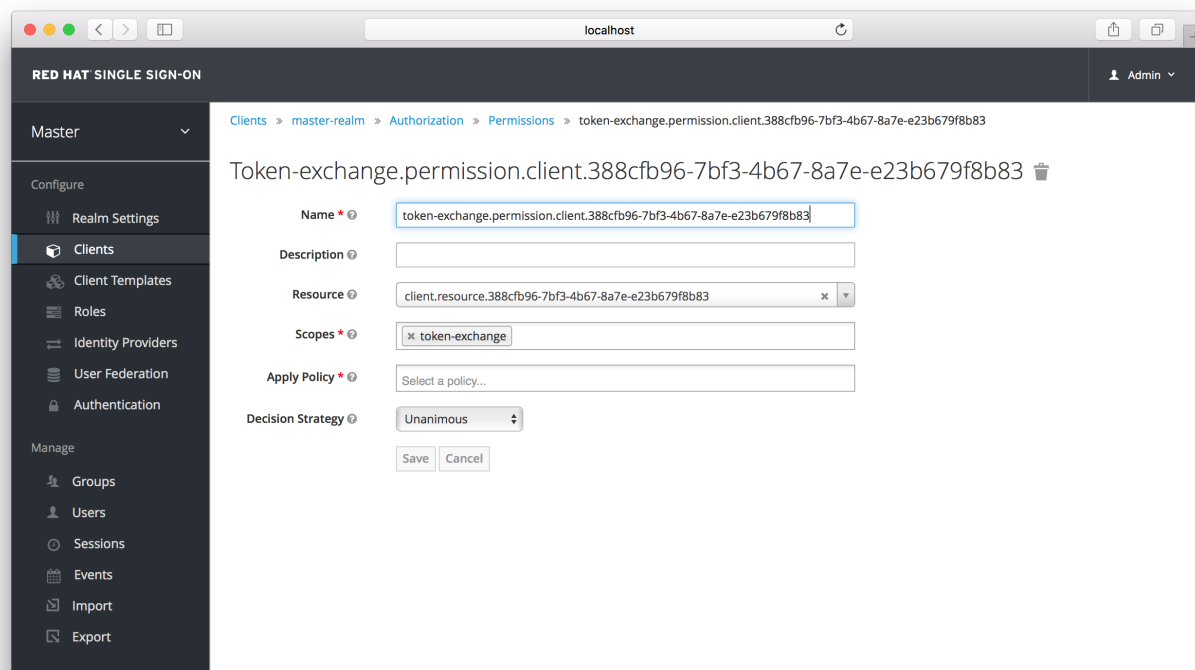 localhost
RED HAT SINGLE SIGN-ON
Admin
Master
Clients » master-realm » Authorization » Permissions » token-exchange.permission.client.388cfb96-7bf3-4b67-8a7e-e23b679f8b83
Token-exchange.permission.client.388cfb96-7bf3-4b67-8a7e-e23b679f8b83
Configure
Realm Settings
Clients
Client Templates
Roles
Identity Providers
User Federation
Authentication
Manage
Groups
Users
Sessions
Events
Import
Export
Name * token-exchange.permission.client.388cfb96-7bf3-4b67-8a7e-e23b679f8b83
Description
Resource client.resource.388cfb96-7bf3-4b67-8a7e-e23b679f8b83
Scopes * token-exchange
Apply Policy * Select a policy...
Decision Strategy Unanimous
Save Cancel